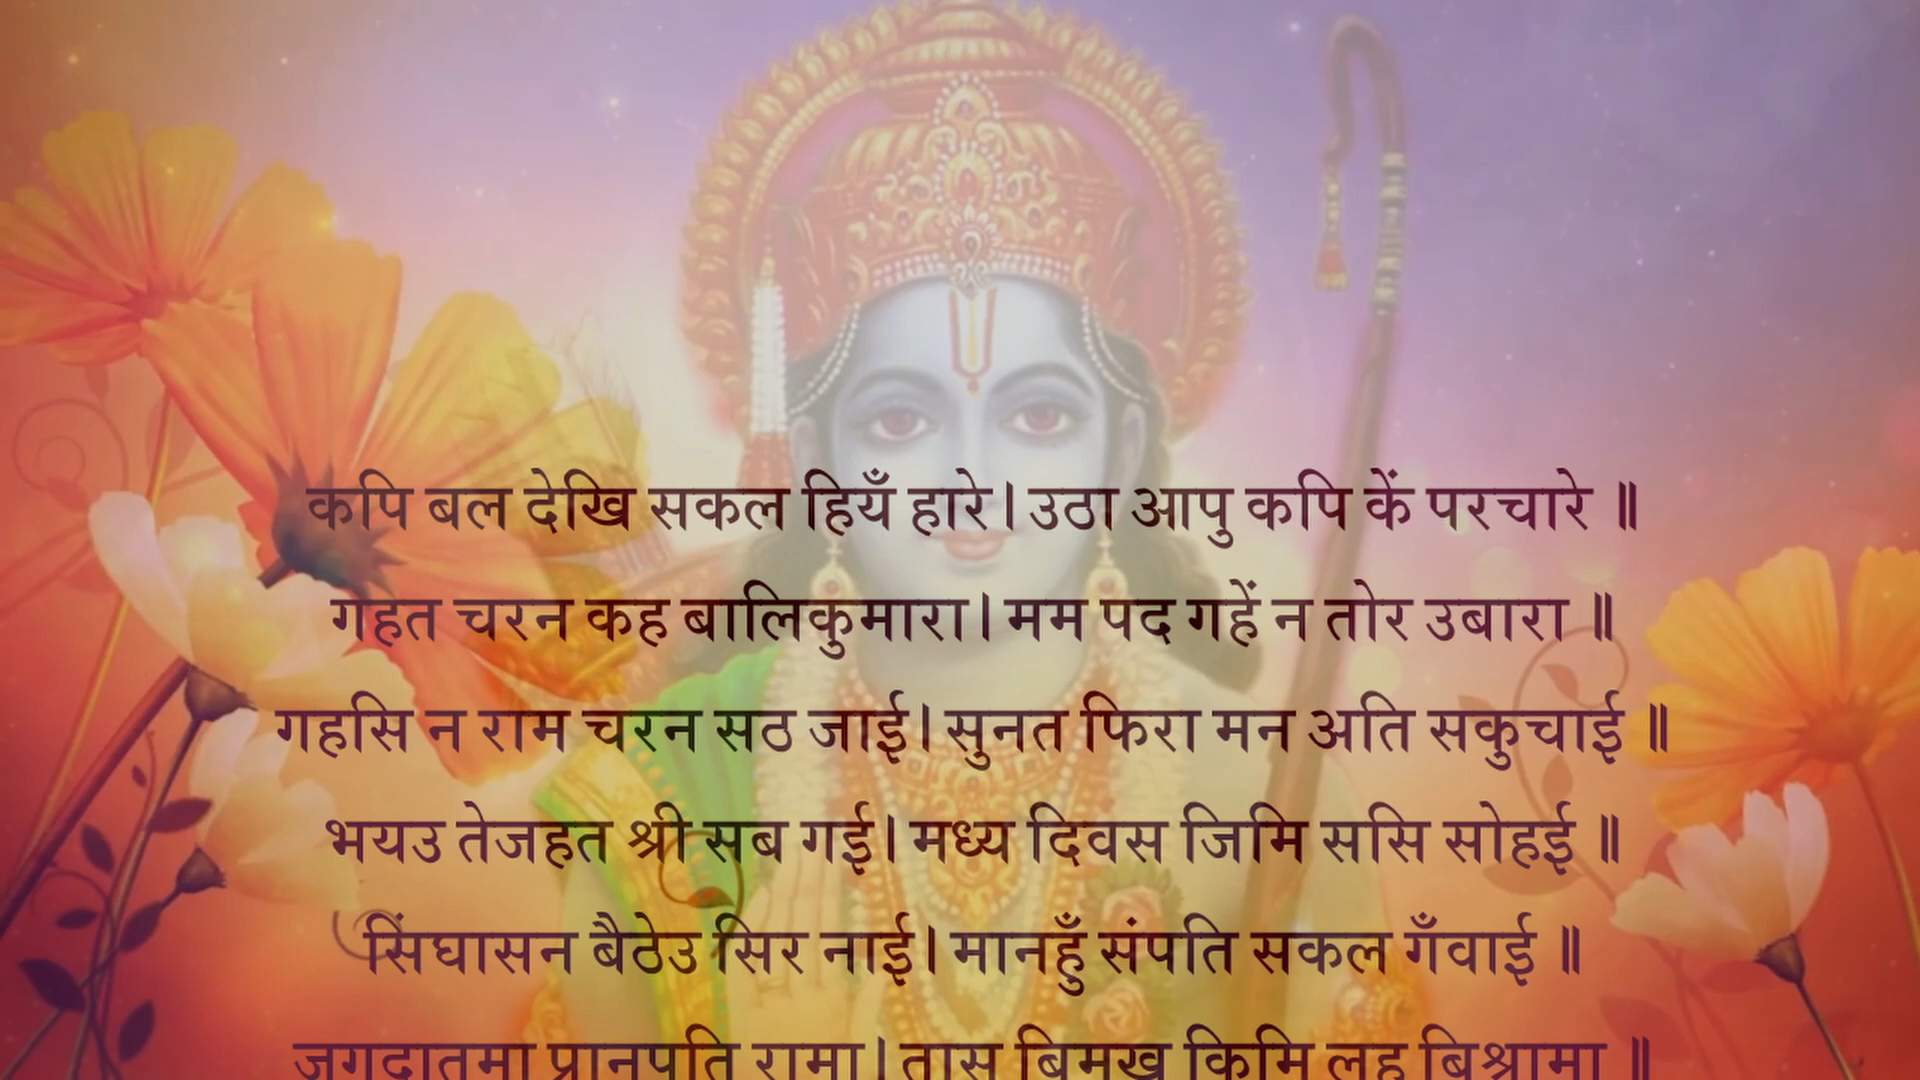 कपि बल देखि सकल हियँ हारे। उठा आपु कपि कें परचारे ॥
गहत चरन कह बालिकुमारा। मम पद गहें न तोर उबारा ॥
गहसि न राम चरन सठ जाई। सुनत फिरा मन अति सकुचाई ॥
भयउ तेजहत श्री सब गई। मध्य दिवस जिमि ससि सोहई ॥
सिंघासन बैठेउ सिर नाई। मानहुँ संपति सकल गँवाई ॥
जगदातमा प्रानपति रामा। तासु बिमुख किमि लह बिश्रामा ॥